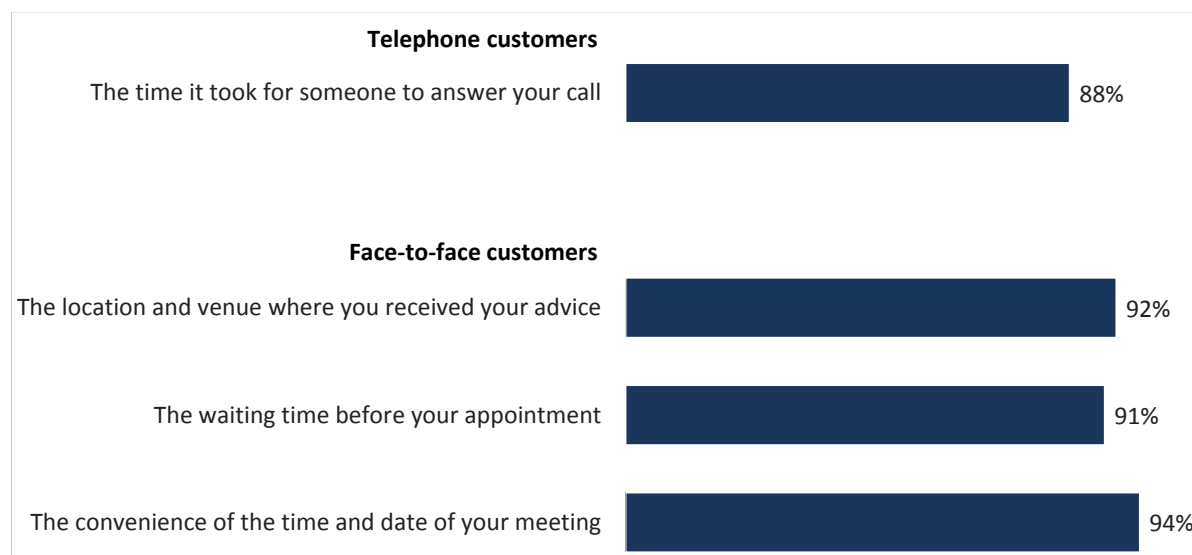 Telephone customers
The time it took for someone to answer your call 88%
Face-to-face customers
The location and venue where you received your advice 92%
The waiting time before your appointment 91%
The convenience of the time and date of your meeting 94%